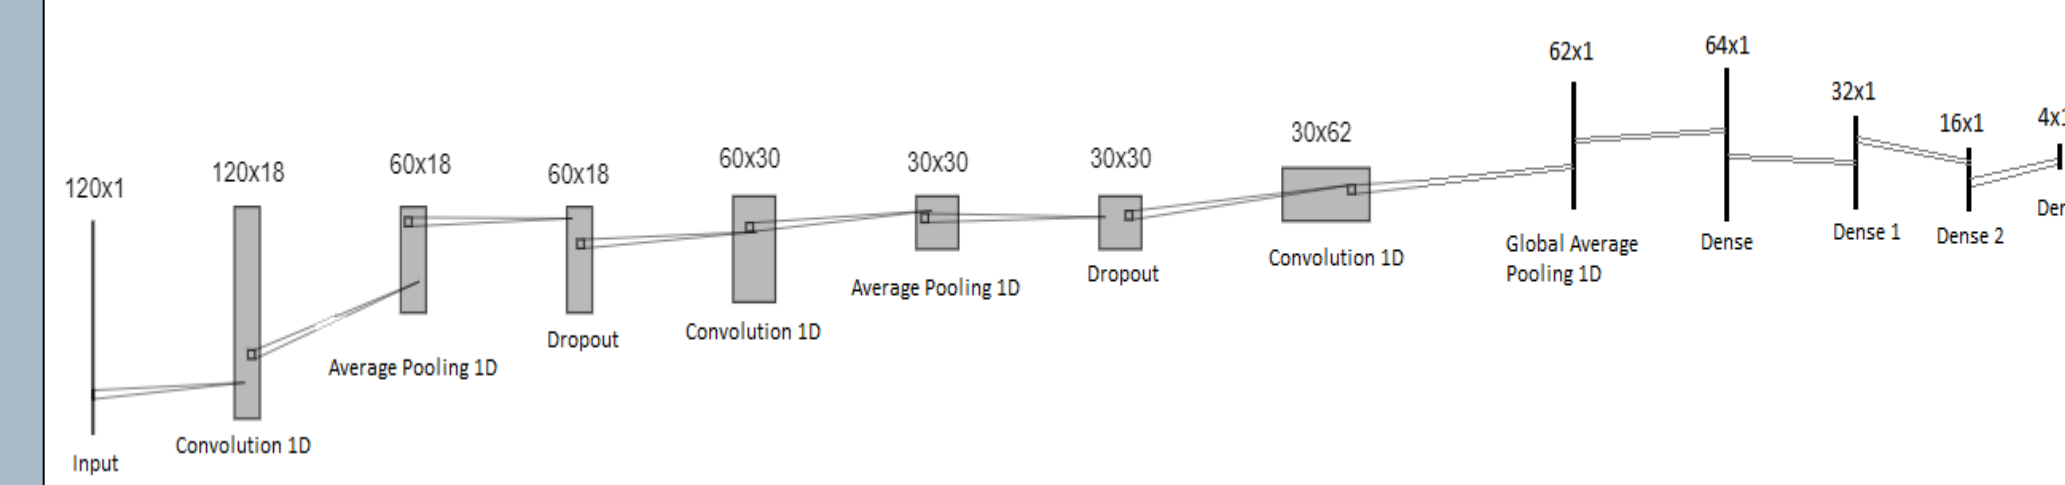 120x1
Input
120x18
Convolution 1D
60x18
Average Pooling 1D
60x18
Dropout
60x30
Convolution 1D
30x30
Average Pooling 1D
30x30
Dropout
30x62
Convolution 1D
62x1
Global Average
Pooling 1D
64x1
Dense
32x1
Dense 1
16x1
Dense 2